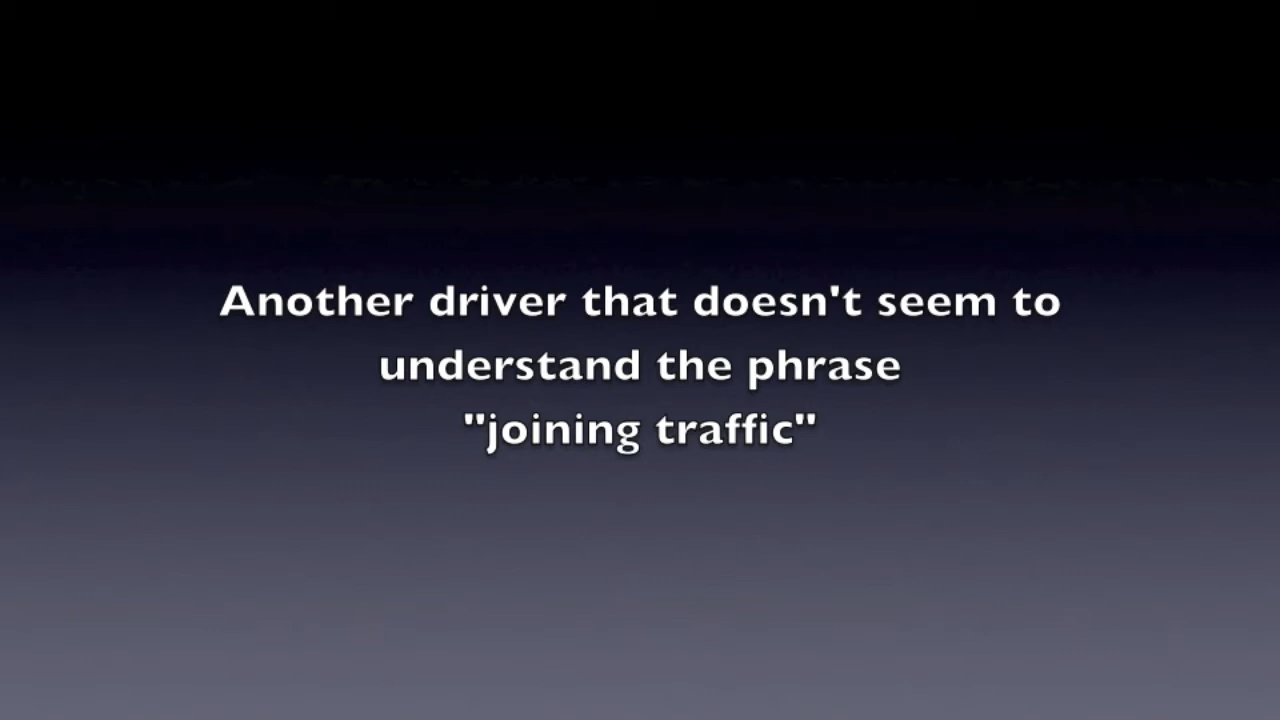 Another driver that doesn't seem to
understand the phrase
"joining traffic"